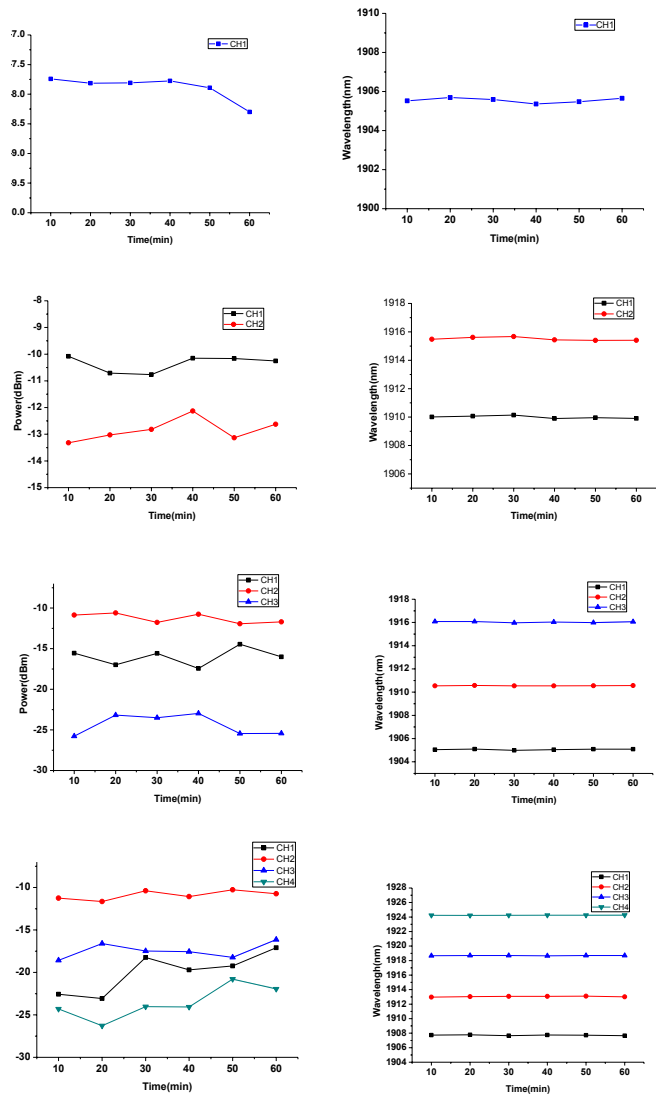 CH1
7.0
7.5
8.0
8.5
9.0
9.5
0.0
10 20 30 40 50 60
Time(min)
CH1
Wavelength(nm)
1910
1908
1906
1904
1902
1900
10 20 30 40 50 60
Time(min)
CH1
CH2
Power(dBm)
-8
-9
-10
-11
-12
-13
-14
-15
10 20 30 40 50 60
Time(min)
CH1
CH2
Wavelength(nm)
1918
1916
1914
1912
1910
1908
1906
10 20 30 40 50 60
Time(min)
CH1
CH2
CH3
Power(dBm)
-10
-15
-20
-25
-30
10 20 30 40 50 60
Time(min)
CH1
CH2
CH3
Wavelength(nm)
1918
1916
1914
1912
1910
1908
1906
1904
10 20 30 40 50 60
Time(min)
CH1
CH2
CH3
CH4
-10
-15
-20
-25
-30
10 20 30 40 50 60
Time(min)
CH1
CH2
CH3
CH4
Wavelength(nm)
1928
1926
1924
1922
1920
1918
1916
1914
1912
1910
1908
1906
1904
10 20 30 40 50 60
Time(min)